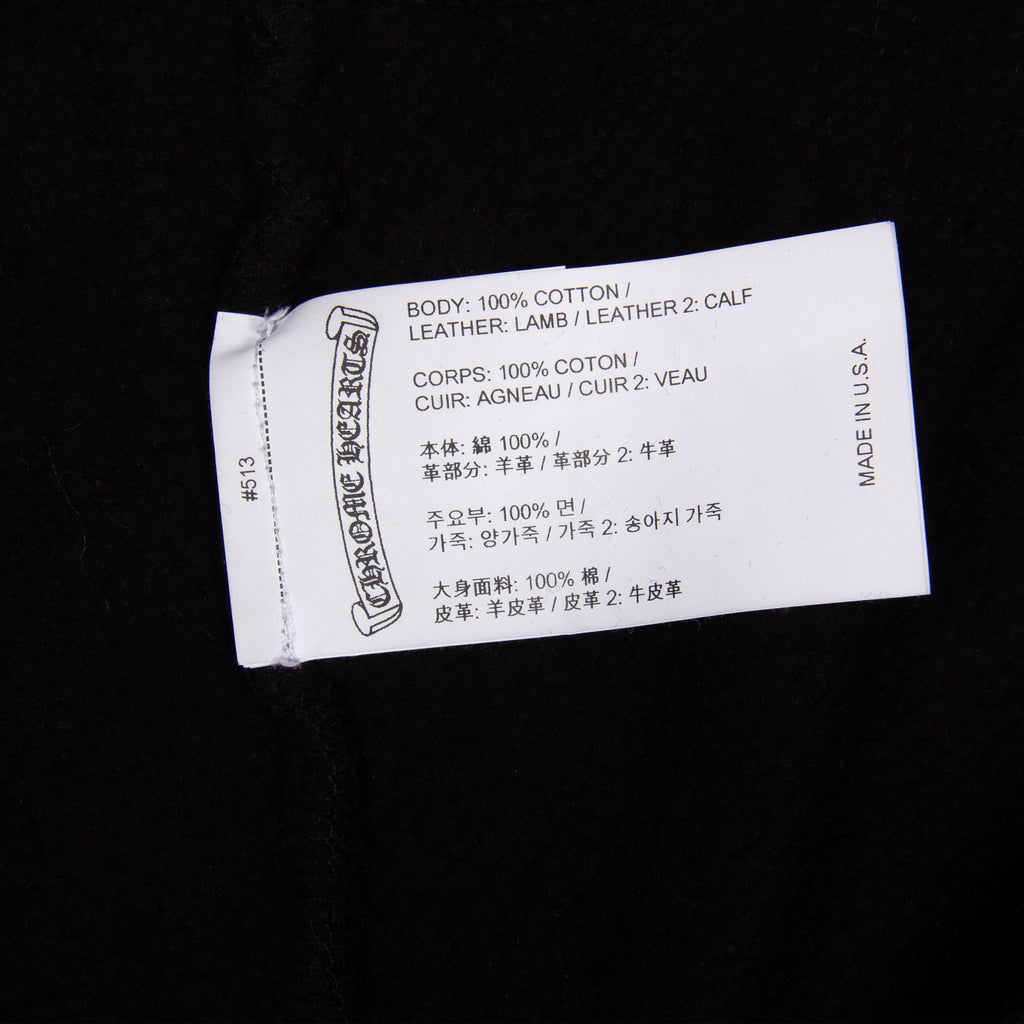 #513
CHROME HEARTS
BODY: 100% COTTON /
LEATHER: LAMB / LEATHER 2: CALF
CORPS: 100% COTON /
CUIR: AGNEAU / CUIR 2: VEAU
本体: 綿 100% /
革部分: 羊革 / 革部分 2: 牛革
주요부: 100% 면 /
가죽: 양가죽 / 가죽 2: 송아지 가죽
大身面料: 100% 棉 /
皮革: 羊皮革 / 皮革 2: 牛皮革
MADE IN U.S.A.